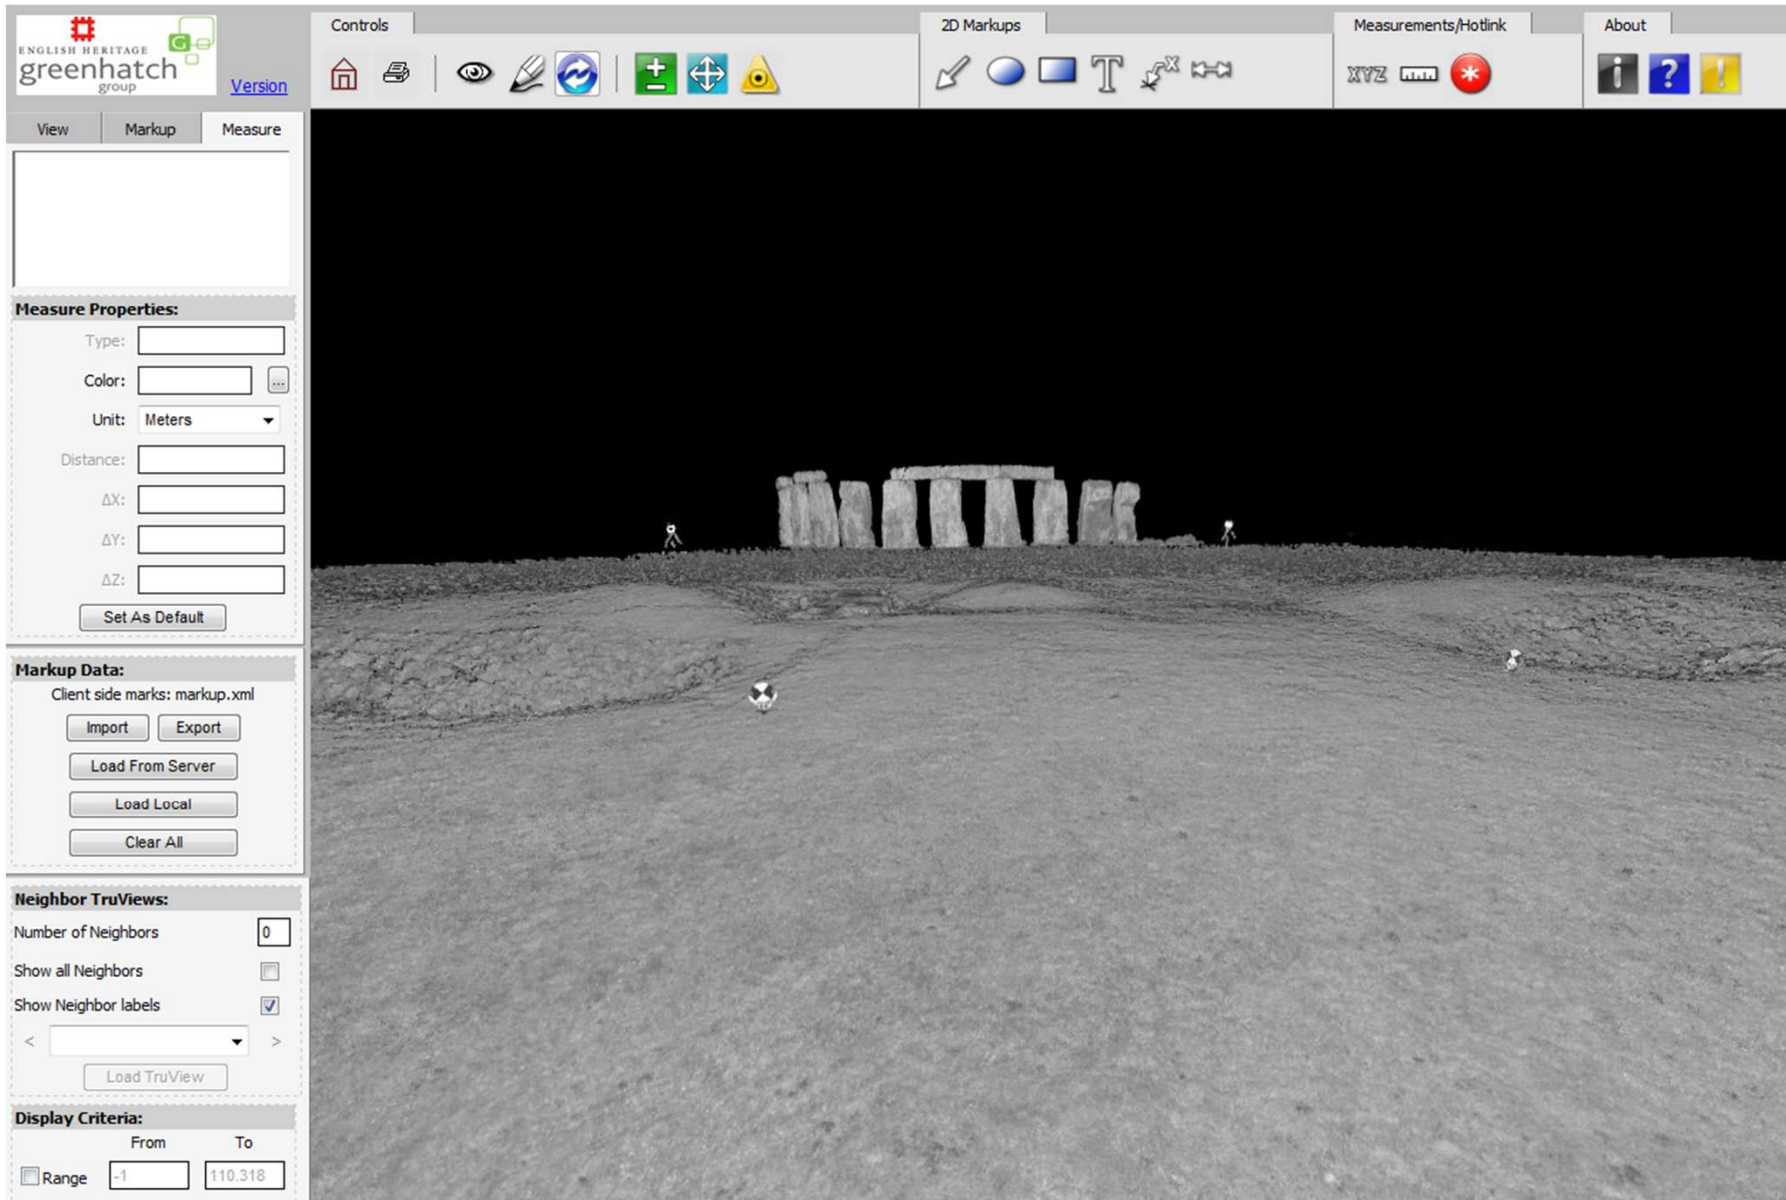 ENGLISH HERITAGE
greenhatch
group
G
Version
Controls
2D Markups
Measurements/Hotlink
About
T
X
XYZ
*
i
?
!
View
Markup
Measure
Measure Properties:
Type:
Color:
...
Unit: Meters
Distance:
ΔX:
ΔY:
ΔZ:
Set As Default
Markup Data:
Client side marks: markup.xml
Import
Export
Load From Server
Load Local
Clear All
Neighbor TruViews:
Number of Neighbors 0
Show all Neighbors
Show Neighbor labels
< >
Load TruView
Display Criteria:
From To
Range -1 110.318